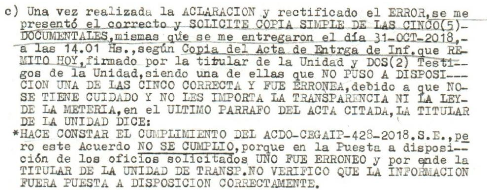 c) Una vez realizada la ACLARACION y rectificado el ERROR,se me
presentó el correcto y SOLICITE COPIA SIMPLE DE LAS CINCO(5)
DOCUMENTALES,mismas que se me entregaron el día 31-OCT-2018,-
a las 14.01 Hs.,según Copia del Acta de Entrga de Inf.que RE-
MITO HOY,firmado por la titular de la Unidad y DOS(2) Testi--
gos de la Unidad,siendo una de ellas que NO PUSO A DISPOSI---
CION UNA DE LAS CINCO CORRECTA Y FUE ERRONEA,debido a que NO-
SE TIENE CUIDADO Y NO LES IMPORTA LA TRANSPARENCIA NI LA LEY-
DE LA METERIA,en el ULTIMO PARRAFO DEL ACTA CITADA,LA TITULAR
DE LA UNIDAD DICE:
*HACE CONSTAR EL CUMPLIMIENTO DEL ACDO-CEGAIP-428-2018.S.E.,pe
ro este Acuerdo NO SE CUMPLIO,porque en la Puesta a disposi--
ción de los oficios solicitados UNO FUE ERRONEO y por ende la
TITULAR DE LA UNIDAD DE TRANSP.NO VERIFICO QUE LA INFORMACION
FUERA PUESTA A DISPOSICION CORRECTAMENTE.